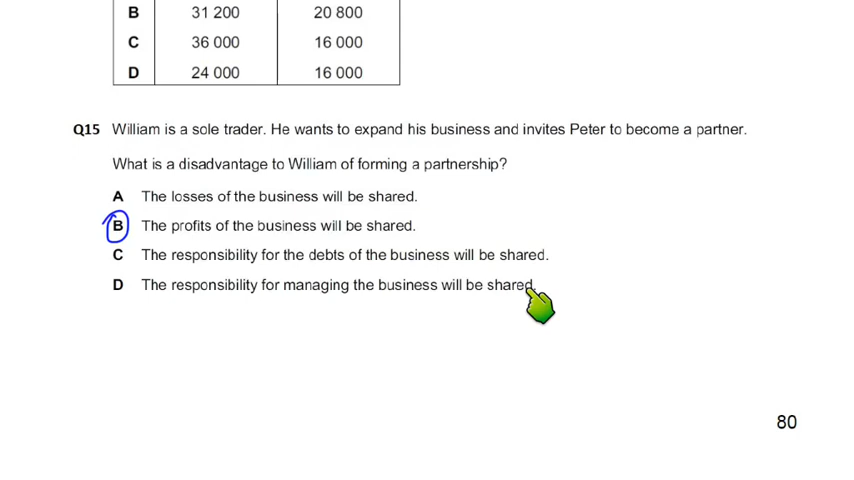 B 31 200 20 800
C 36 000 16 000
D 24 000 16 000
Q15 William is a sole trader. He wants to expand his business and invites Peter to become a partner.
What is a disadvantage to William of forming a partnership?
A The losses of the business will be shared.
B The profits of the business will be shared.
C The responsibility for the debts of the business will be shared.
D The responsibility for managing the business will be shared.
80